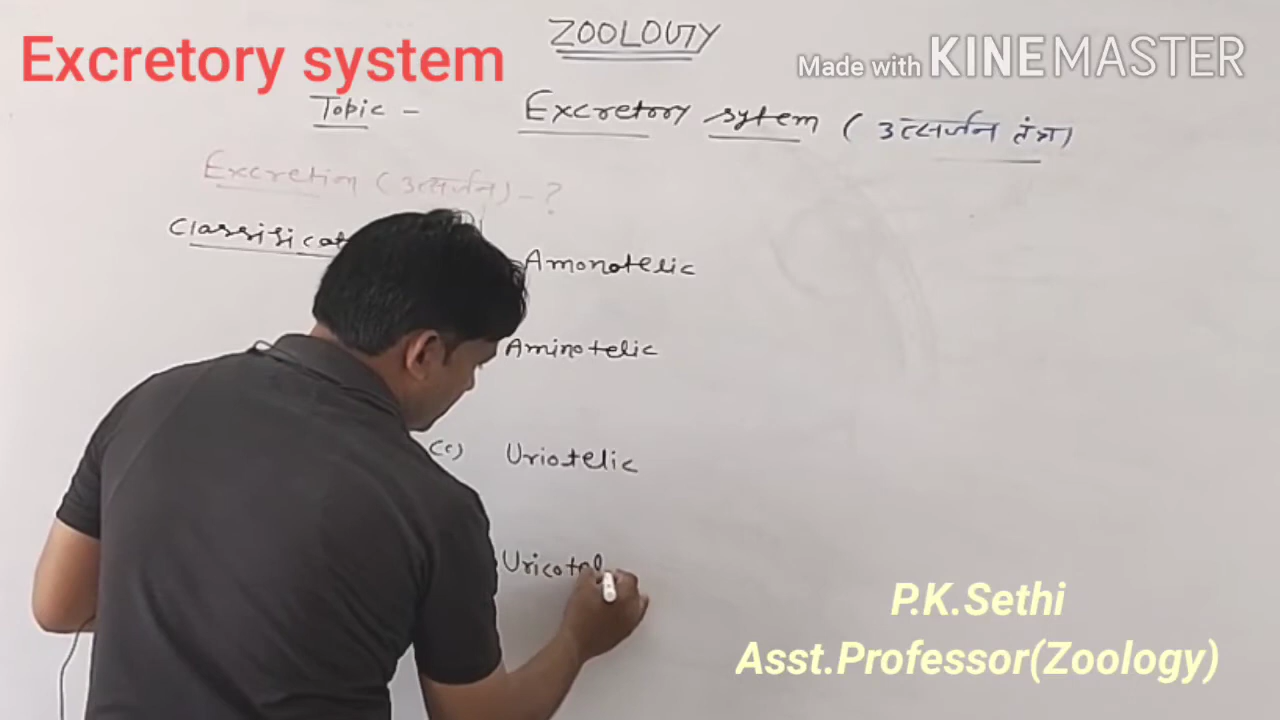 ZOOLOGY
Excretory system
Made with KINEMASTER
Topic - Excretory sytem ( उत्सर्जन तंत्र)
Excretion (उत्सर्जन) - ?
Classificat
Amonotelic
Aminotelic
(c) Uriotelic
Uricotel
P.K.Sethi
Asst.Professor(Zoology)